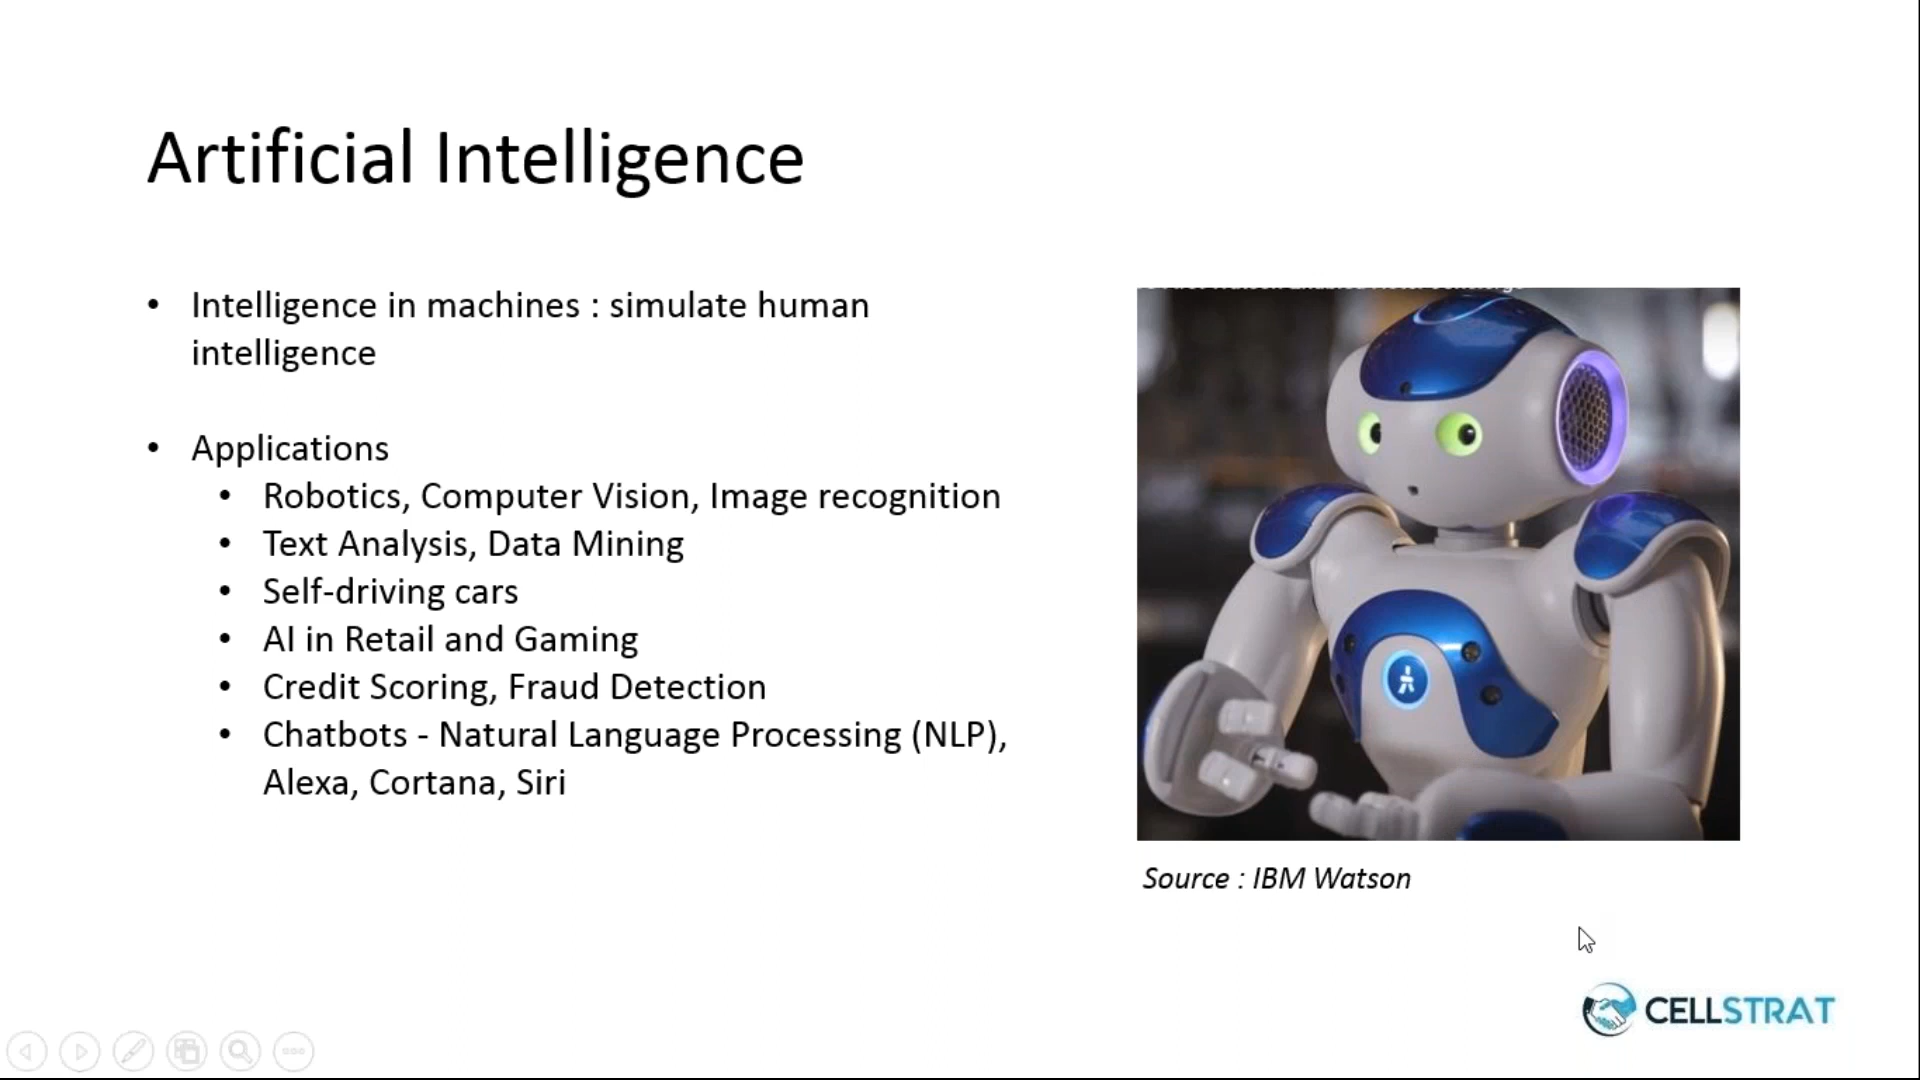 Artificial Intelligence
• Intelligence in machines : simulate human
intelligence
• Applications
• Robotics, Computer Vision, Image recognition
• Text Analysis, Data Mining
• Self-driving cars
• AI in Retail and Gaming
• Credit Scoring, Fraud Detection
• Chatbots - Natural Language Processing (NLP),
Alexa, Cortana, Siri
Source : IBM Watson
CELLSTRAT